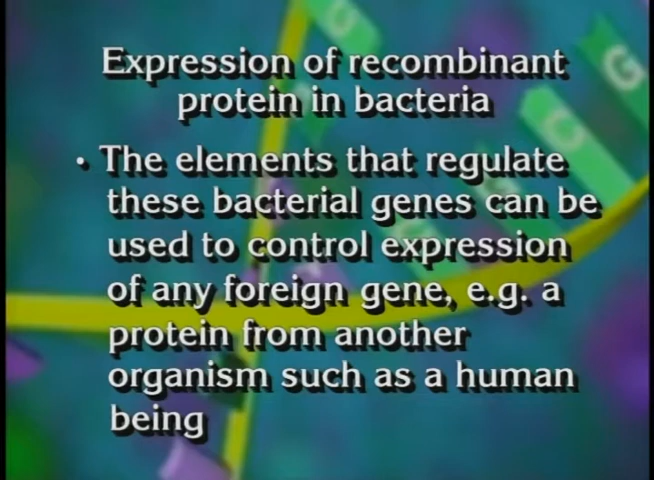 Expression of recombinant
protein in bacteria
• The elements that regulate
these bacterial genes can be
used to control expression
of any foreign gene, e.g. a
protein from another
organism such as a human
being
G
C